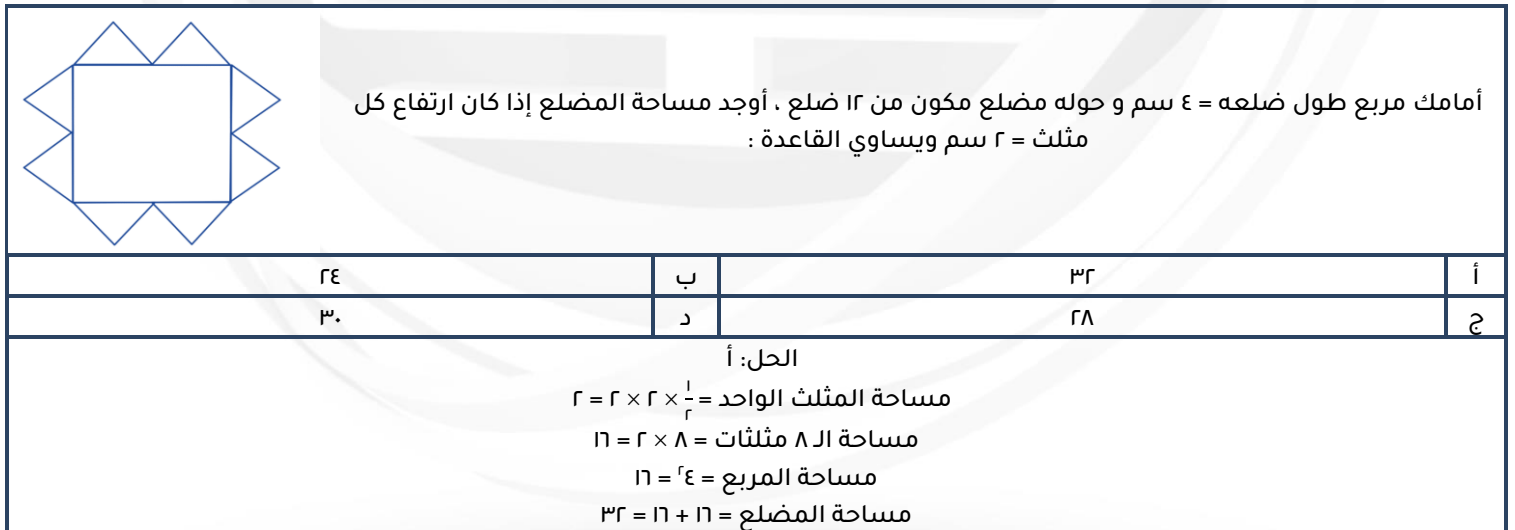 أمامك مربع طول ضلعه = ٤ سم و حوله مضلع مكون من ١٢ ضلع ، أوجد مساحة المضلع إذا كان ارتفاع كل
مثلث = ٢ سم ويساوي القاعدة :
أ ٣٢ ب ٢٤
ج ٢٨ د ٣٠
الحل: أ
مساحة المثلث الواحد = ١/٢ × ٢ × ٢ = ٢
مساحة الـ ٨ مثلثات = ٨ × ٢ = ١٦
مساحة المربع = ٤² = ١٦
مساحة المضلع = ١٦ + ١٦ = ٣٢